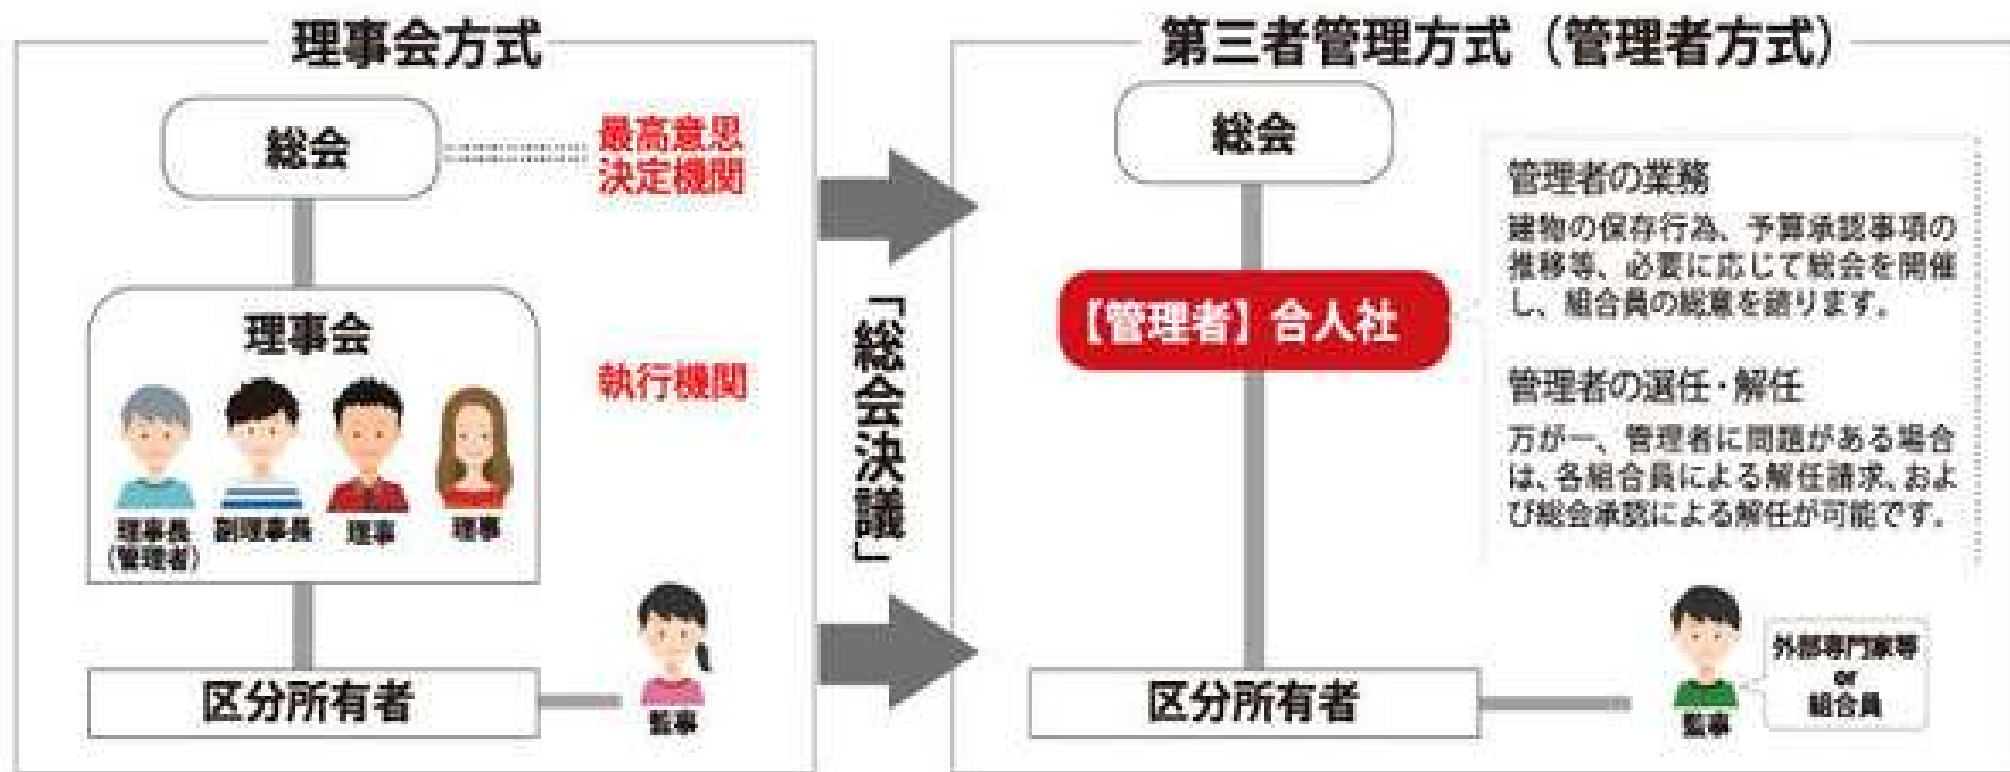 理事会方式
総会
最高意思
決定機関
理事会
執行機関
理事長
(管理者)
副理事長
理事
理事
区分所有者
監事
「総会決議」
第三者管理方式（管理者方式）
総会
【管理者】合人社
管理者の業務
建物の保存行為、予算承認事項の
推移等、必要に応じて総会を開催
し、組合員の総意を諮ります。
管理者の選任・解任
万が一、管理者に問題がある場合
は、各組合員による解任請求、およ
び総会承認による解任が可能です。
区分所有者
監事
外部専門家等
or
組合員